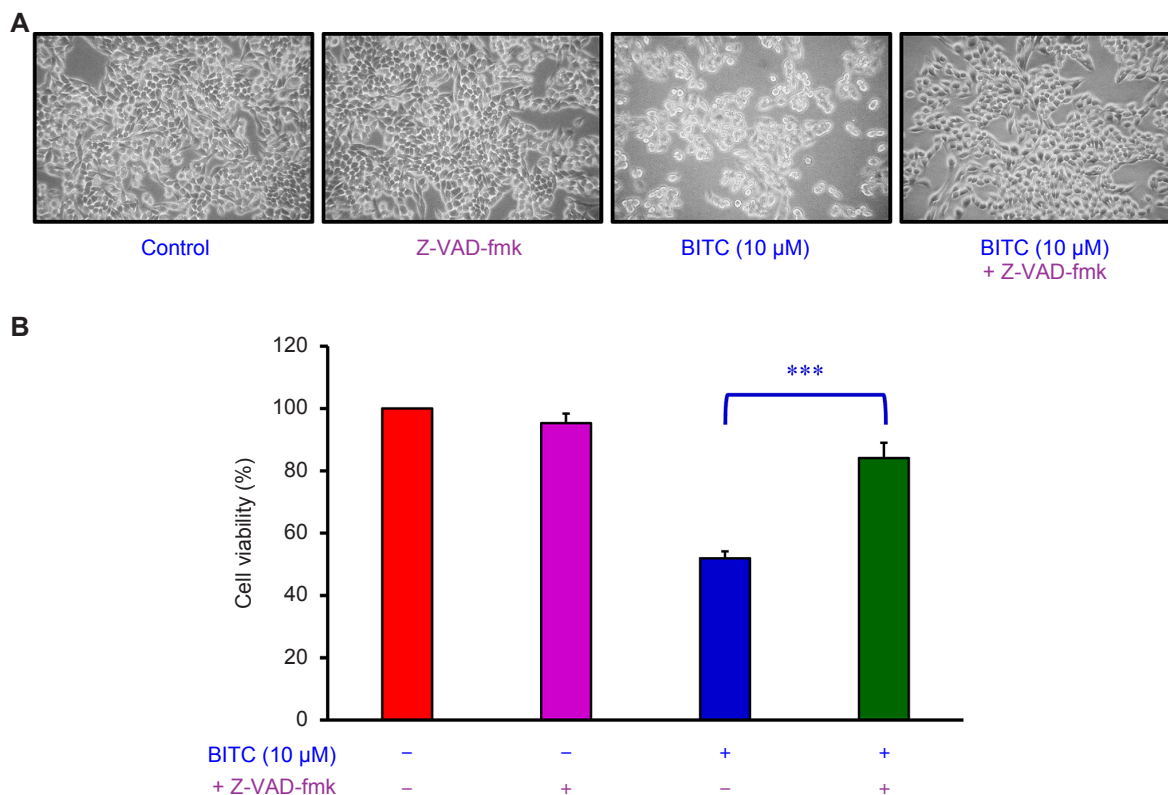 A
Control
Z-VAD-fmk
BITC (10 µM)
BITC (10 µM)
+ Z-VAD-fmk
B
120
100
80
60
40
20
0
Cell viability (%)
***
BITC (10 µM) – – + +
+ Z-VAD-fmk – + – +